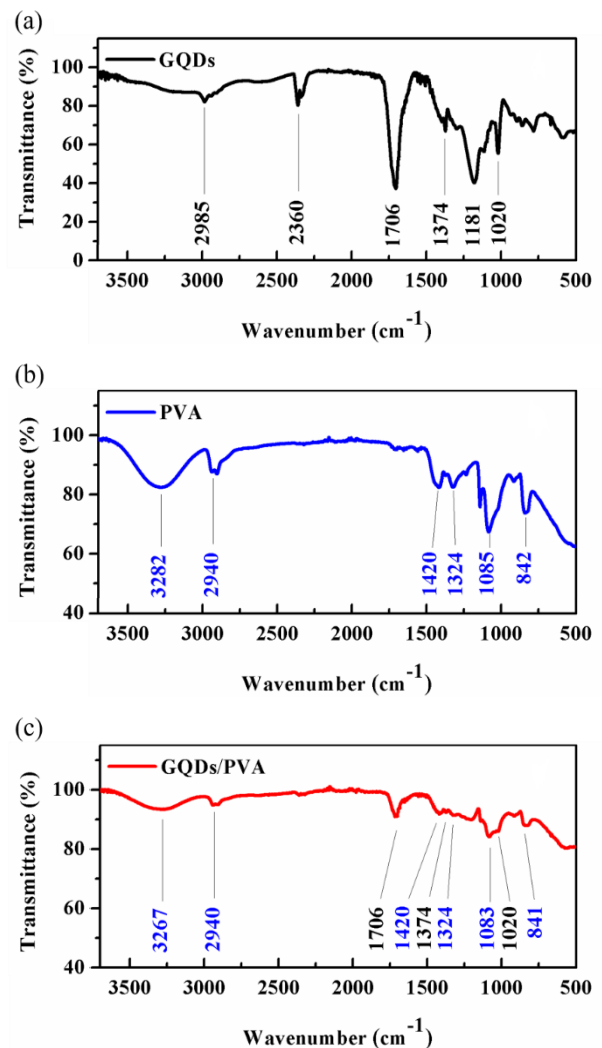 (a)
GQDs
Transmittance (%)
100
80
60
40
20
0
2985
2360
1706
1374
1181
1020
3500 3000 2500 2000 1500 1000 500
Wavenumber (cm⁻¹)
(b)
PVA
Transmittance (%)
100
80
60
40
3282
2940
1420
1324
1085
842
3500 3000 2500 2000 1500 1000 500
Wavenumber (cm⁻¹)
(c)
GQDs/PVA
Transmittance (%)
100
80
60
40
3267
2940
1706
1420
1374
1324
1083
1020
841
3500 3000 2500 2000 1500 1000 500
Wavenumber (cm⁻¹)